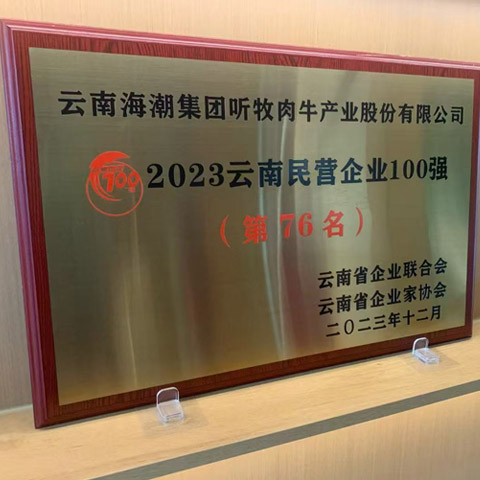 云南海潮集团听牧肉牛产业股份有限公司
100 2023云南民营企业100强
（第76名）
云南省企业联合会
云南省企业家协会
二〇二三年十二月